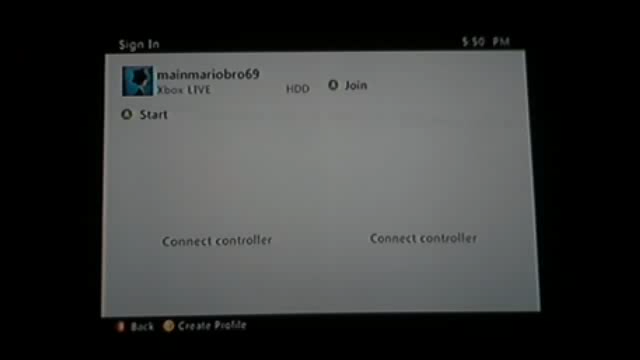 Sign In
5:50 PM
mainmariobro69
Xbox LIVE
HDD
A Join
A Start
Connect controller
Connect controller
B Back
Y Create Profile